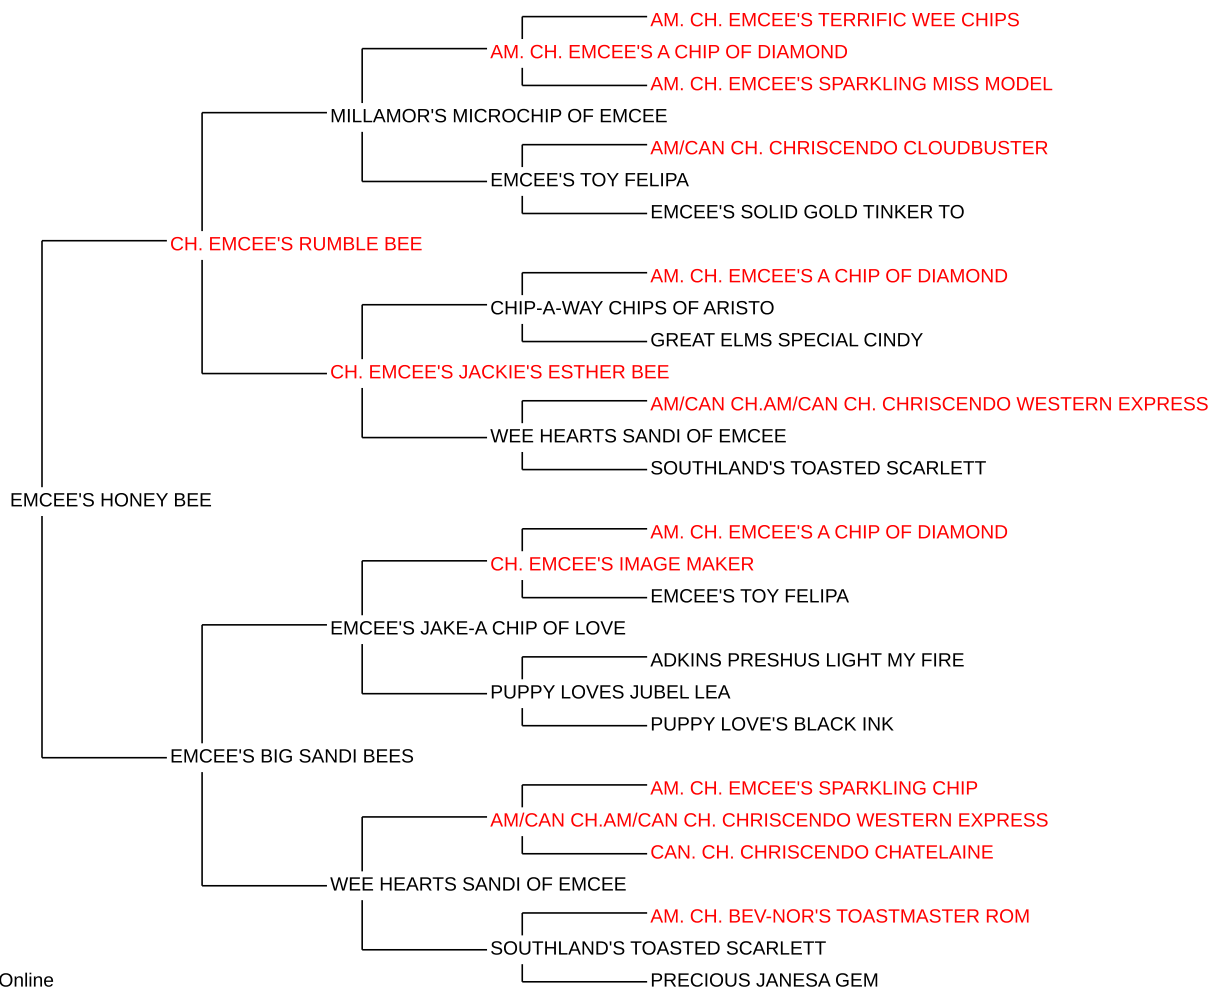 AM. CH. EMCEE'S TERRIFIC WEE CHIPS
AM. CH. EMCEE'S A CHIP OF DIAMOND
AM. CH. EMCEE'S SPARKLING MISS MODEL
MILLAMOR'S MICROCHIP OF EMCEE
AM/CAN CH. CHRISCENDO CLOUDBUSTER
EMCEE'S TOY FELIPA
EMCEE'S SOLID GOLD TINKER TO
CH. EMCEE'S RUMBLE BEE
AM. CH. EMCEE'S A CHIP OF DIAMOND
CHIP-A-WAY CHIPS OF ARISTO
GREAT ELMS SPECIAL CINDY
CH. EMCEE'S JACKIE'S ESTHER BEE
AM/CAN CH.AM/CAN CH. CHRISCENDO WESTERN EXPRESS
WEE HEARTS SANDI OF EMCEE
SOUTHLAND'S TOASTED SCARLETT
EMCEE'S HONEY BEE
AM. CH. EMCEE'S A CHIP OF DIAMOND
CH. EMCEE'S IMAGE MAKER
EMCEE'S TOY FELIPA
EMCEE'S JAKE-A CHIP OF LOVE
ADKINS PRESHUS LIGHT MY FIRE
PUPPY LOVES JUBEL LEA
PUPPY LOVE'S BLACK INK
EMCEE'S BIG SANDI BEES
AM. CH. EMCEE'S SPARKLING CHIP
AM/CAN CH.AM/CAN CH. CHRISCENDO WESTERN EXPRESS
CAN. CH. CHRISCENDO CHATELAINE
WEE HEARTS SANDI OF EMCEE
AM. CH. BEV-NOR'S TOASTMASTER ROM
SOUTHLAND'S TOASTED SCARLETT
PRECIOUS JANESA GEM
Online